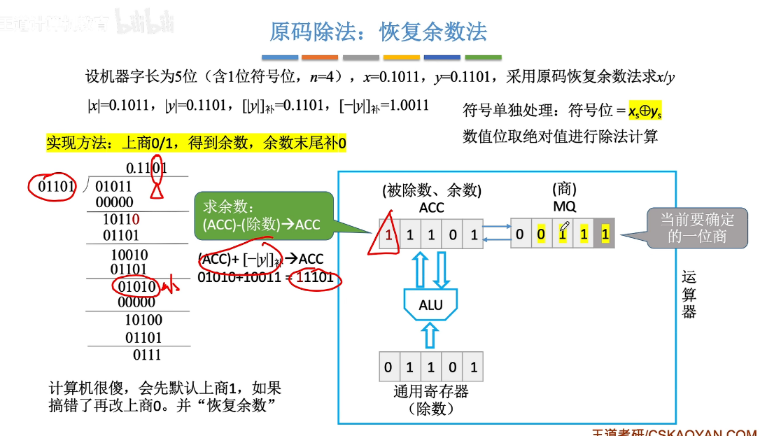 bilibili
原码除法：恢复余数法
设机器字长为5位（含1位符号位，n=4），x=0.1011，y=0.1101，采用原码恢复余数法求x/y
|x|=0.1011，|y|=0.1101，[|y|]补=0.1101，[−|y|]补=1.0011
符号单独处理：符号位 = xs⊕ys
数值位取绝对值进行除法计算
实现方法：上商0/1，得到余数，余数末尾补0
0.1101
01101
01011
00000
10110
01101
10010
01101
01010
00000
10100
01101
0111
求余数：
(ACC)-(除数)→ACC
(ACC)+ [−|y|]补→ACC
01010+10011 = 11101
(被除数、余数)
ACC
1 1 1 0 1
(商)
MQ
0 0 1 1 1
当前要确定
的一位商
ALU
运算器
0 1 1 0 1
通用寄存器
（除数）
计算机很傻，会先默认上商1，如果
搞错了再改上商0。并“恢复余数”
王道考研/CSKAOYAN.COM